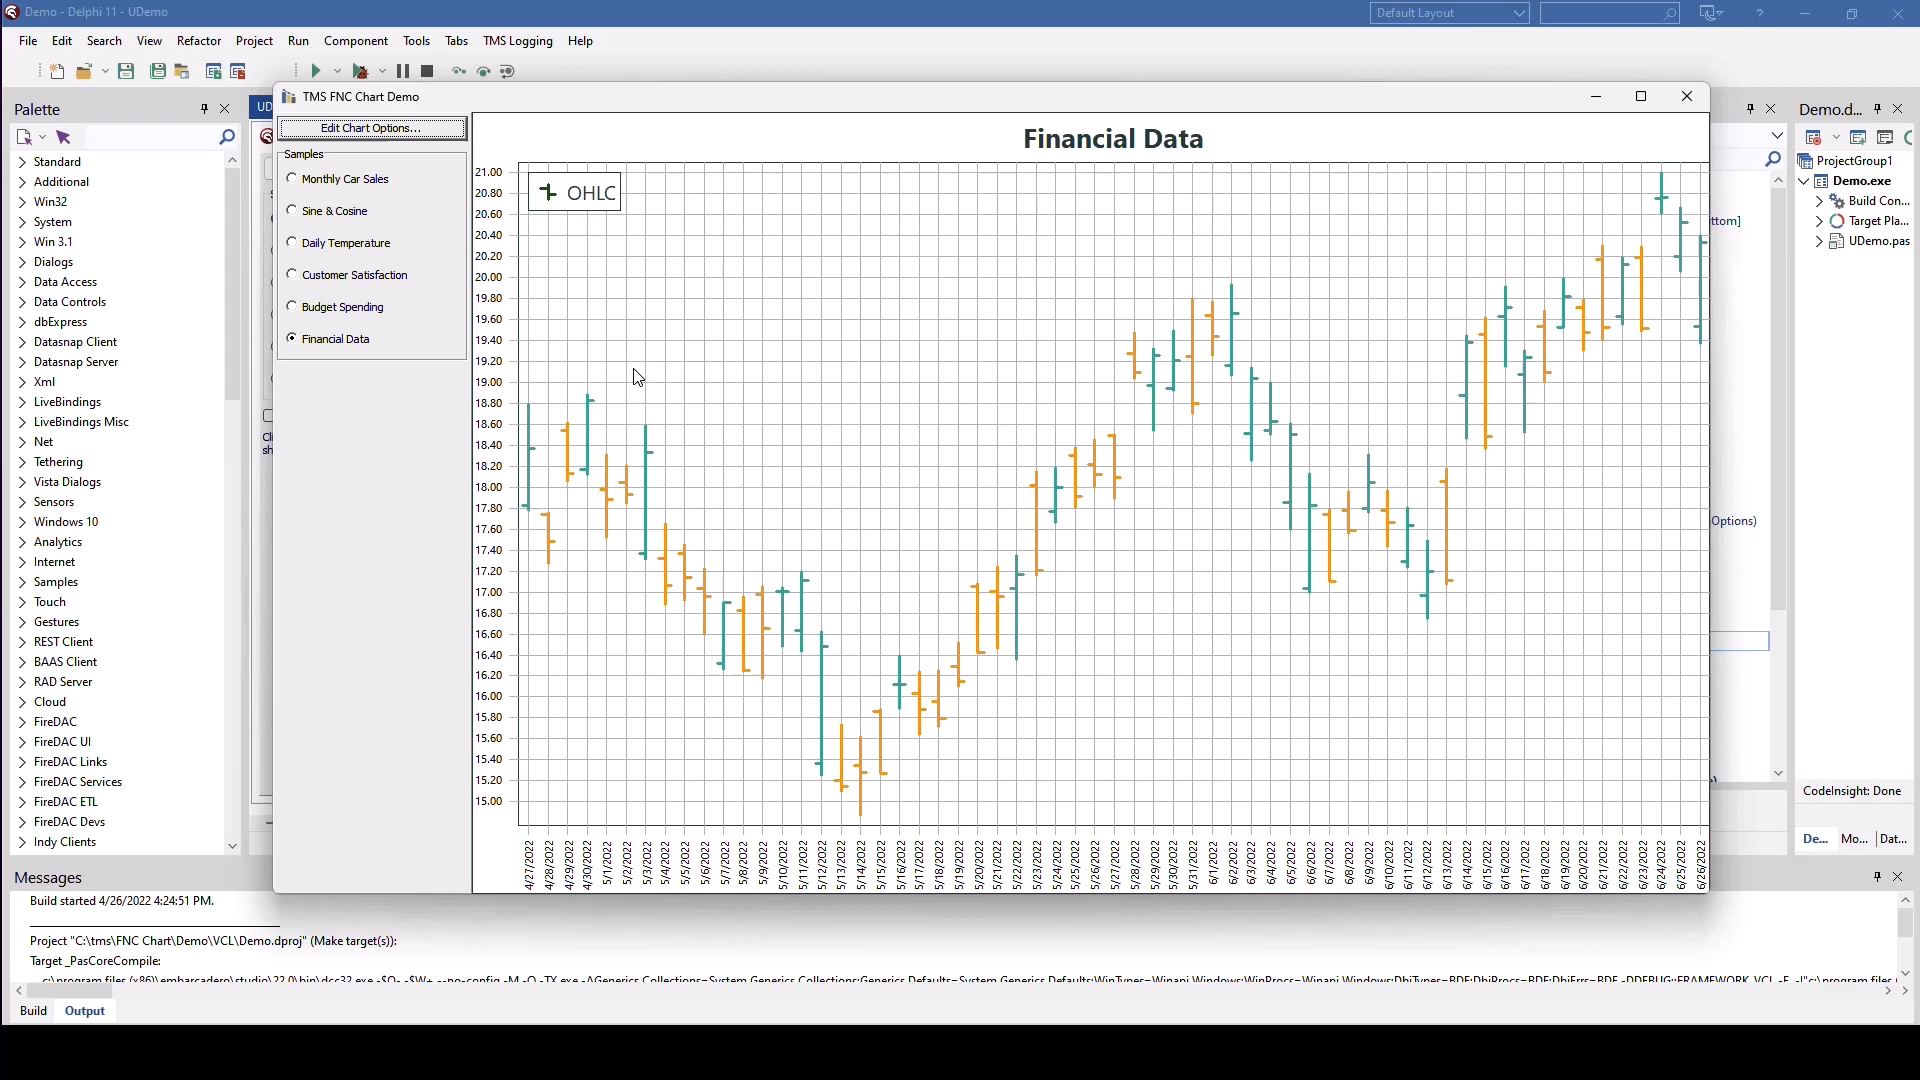 Demo - Delphi 11 - UDemo
Default Layout
File Edit Search View Refactor Project Run Component Tools Tabs TMS Logging Help
Palette
Standard
Additional
Win32
System
Win 3.1
Dialogs
Data Access
Data Controls
dbExpress
Datasnap Client
Datasnap Server
Xml
LiveBindings
LiveBindings Misc
Net
Tethering
Vista Dialogs
Sensors
Windows 10
Analytics
Internet
Samples
Touch
Gestures
REST Client
BAAS Client
RAD Server
Cloud
FireDAC
FireDAC UI
FireDAC Links
FireDAC Services
FireDAC ETL
FireDAC Devs
Indy Clients
UD
TMS FNC Chart Demo
Edit Chart Options...
Samples
Monthly Car Sales
Sine & Cosine
Daily Temperature
Customer Satisfaction
Budget Spending
Financial Data
Financial Data
OHLC
21.00
20.80
20.60
20.40
20.20
20.00
19.80
19.60
19.40
19.20
19.00
18.80
18.60
18.40
18.20
18.00
17.80
17.60
17.40
17.20
17.00
16.80
16.60
16.40
16.20
16.00
15.80
15.60
15.40
15.20
15.00
4/27/2022
4/28/2022
4/29/2022
4/30/2022
5/1/2022
5/2/2022
5/3/2022
5/4/2022
5/5/2022
5/6/2022
5/7/2022
5/8/2022
5/9/2022
5/10/2022
5/11/2022
5/12/2022
5/13/2022
5/14/2022
5/15/2022
5/16/2022
5/17/2022
5/18/2022
5/19/2022
5/20/2022
5/21/2022
5/22/2022
5/23/2022
5/24/2022
5/25/2022
5/26/2022
5/27/2022
5/28/2022
5/29/2022
5/30/2022
5/31/2022
6/1/2022
6/2/2022
6/3/2022
6/4/2022
6/5/2022
6/6/2022
6/7/2022
6/8/2022
6/9/2022
6/10/2022
6/11/2022
6/12/2022
6/13/2022
6/14/2022
6/15/2022
6/16/2022
6/17/2022
6/18/2022
6/19/2022
6/20/2022
6/21/2022
6/22/2022
6/23/2022
6/24/2022
6/25/2022
6/26/2022
ttom]
Options)
Demo.d...
ProjectGroup1
Demo.exe
Build Con...
Target Pla...
UDemo.pas
CodeInsight: Done
De... Mo... Dat...
Messages
Build started 4/26/2022 4:24:51 PM.
Project "C:\tms\FNC Chart\Demo\VCL\Demo.dproj" (Make target(s)):
Target _PasCoreCompile:
Build Output